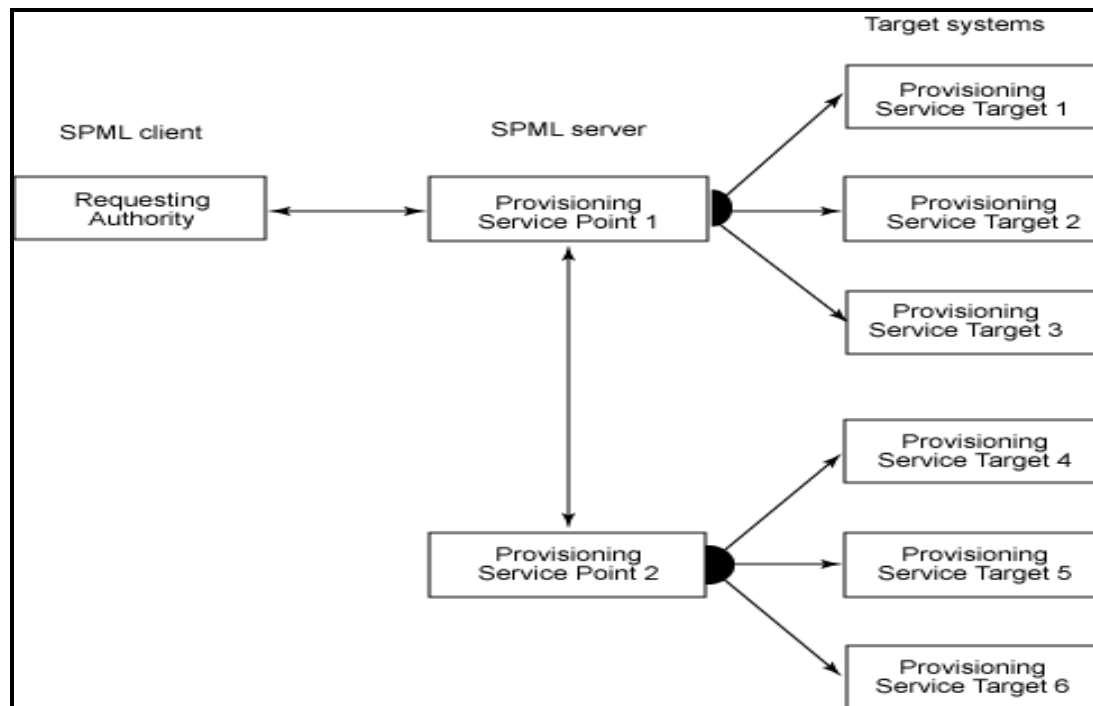 Target systems
Provisioning
Service Target 1
SPML client
SPML server
Requesting
Authority
Provisioning
Service Point 1
Provisioning
Service Target 2
Provisioning
Service Target 3
Provisioning
Service Target 4
Provisioning
Service Point 2
Provisioning
Service Target 5
Provisioning
Service Target 6